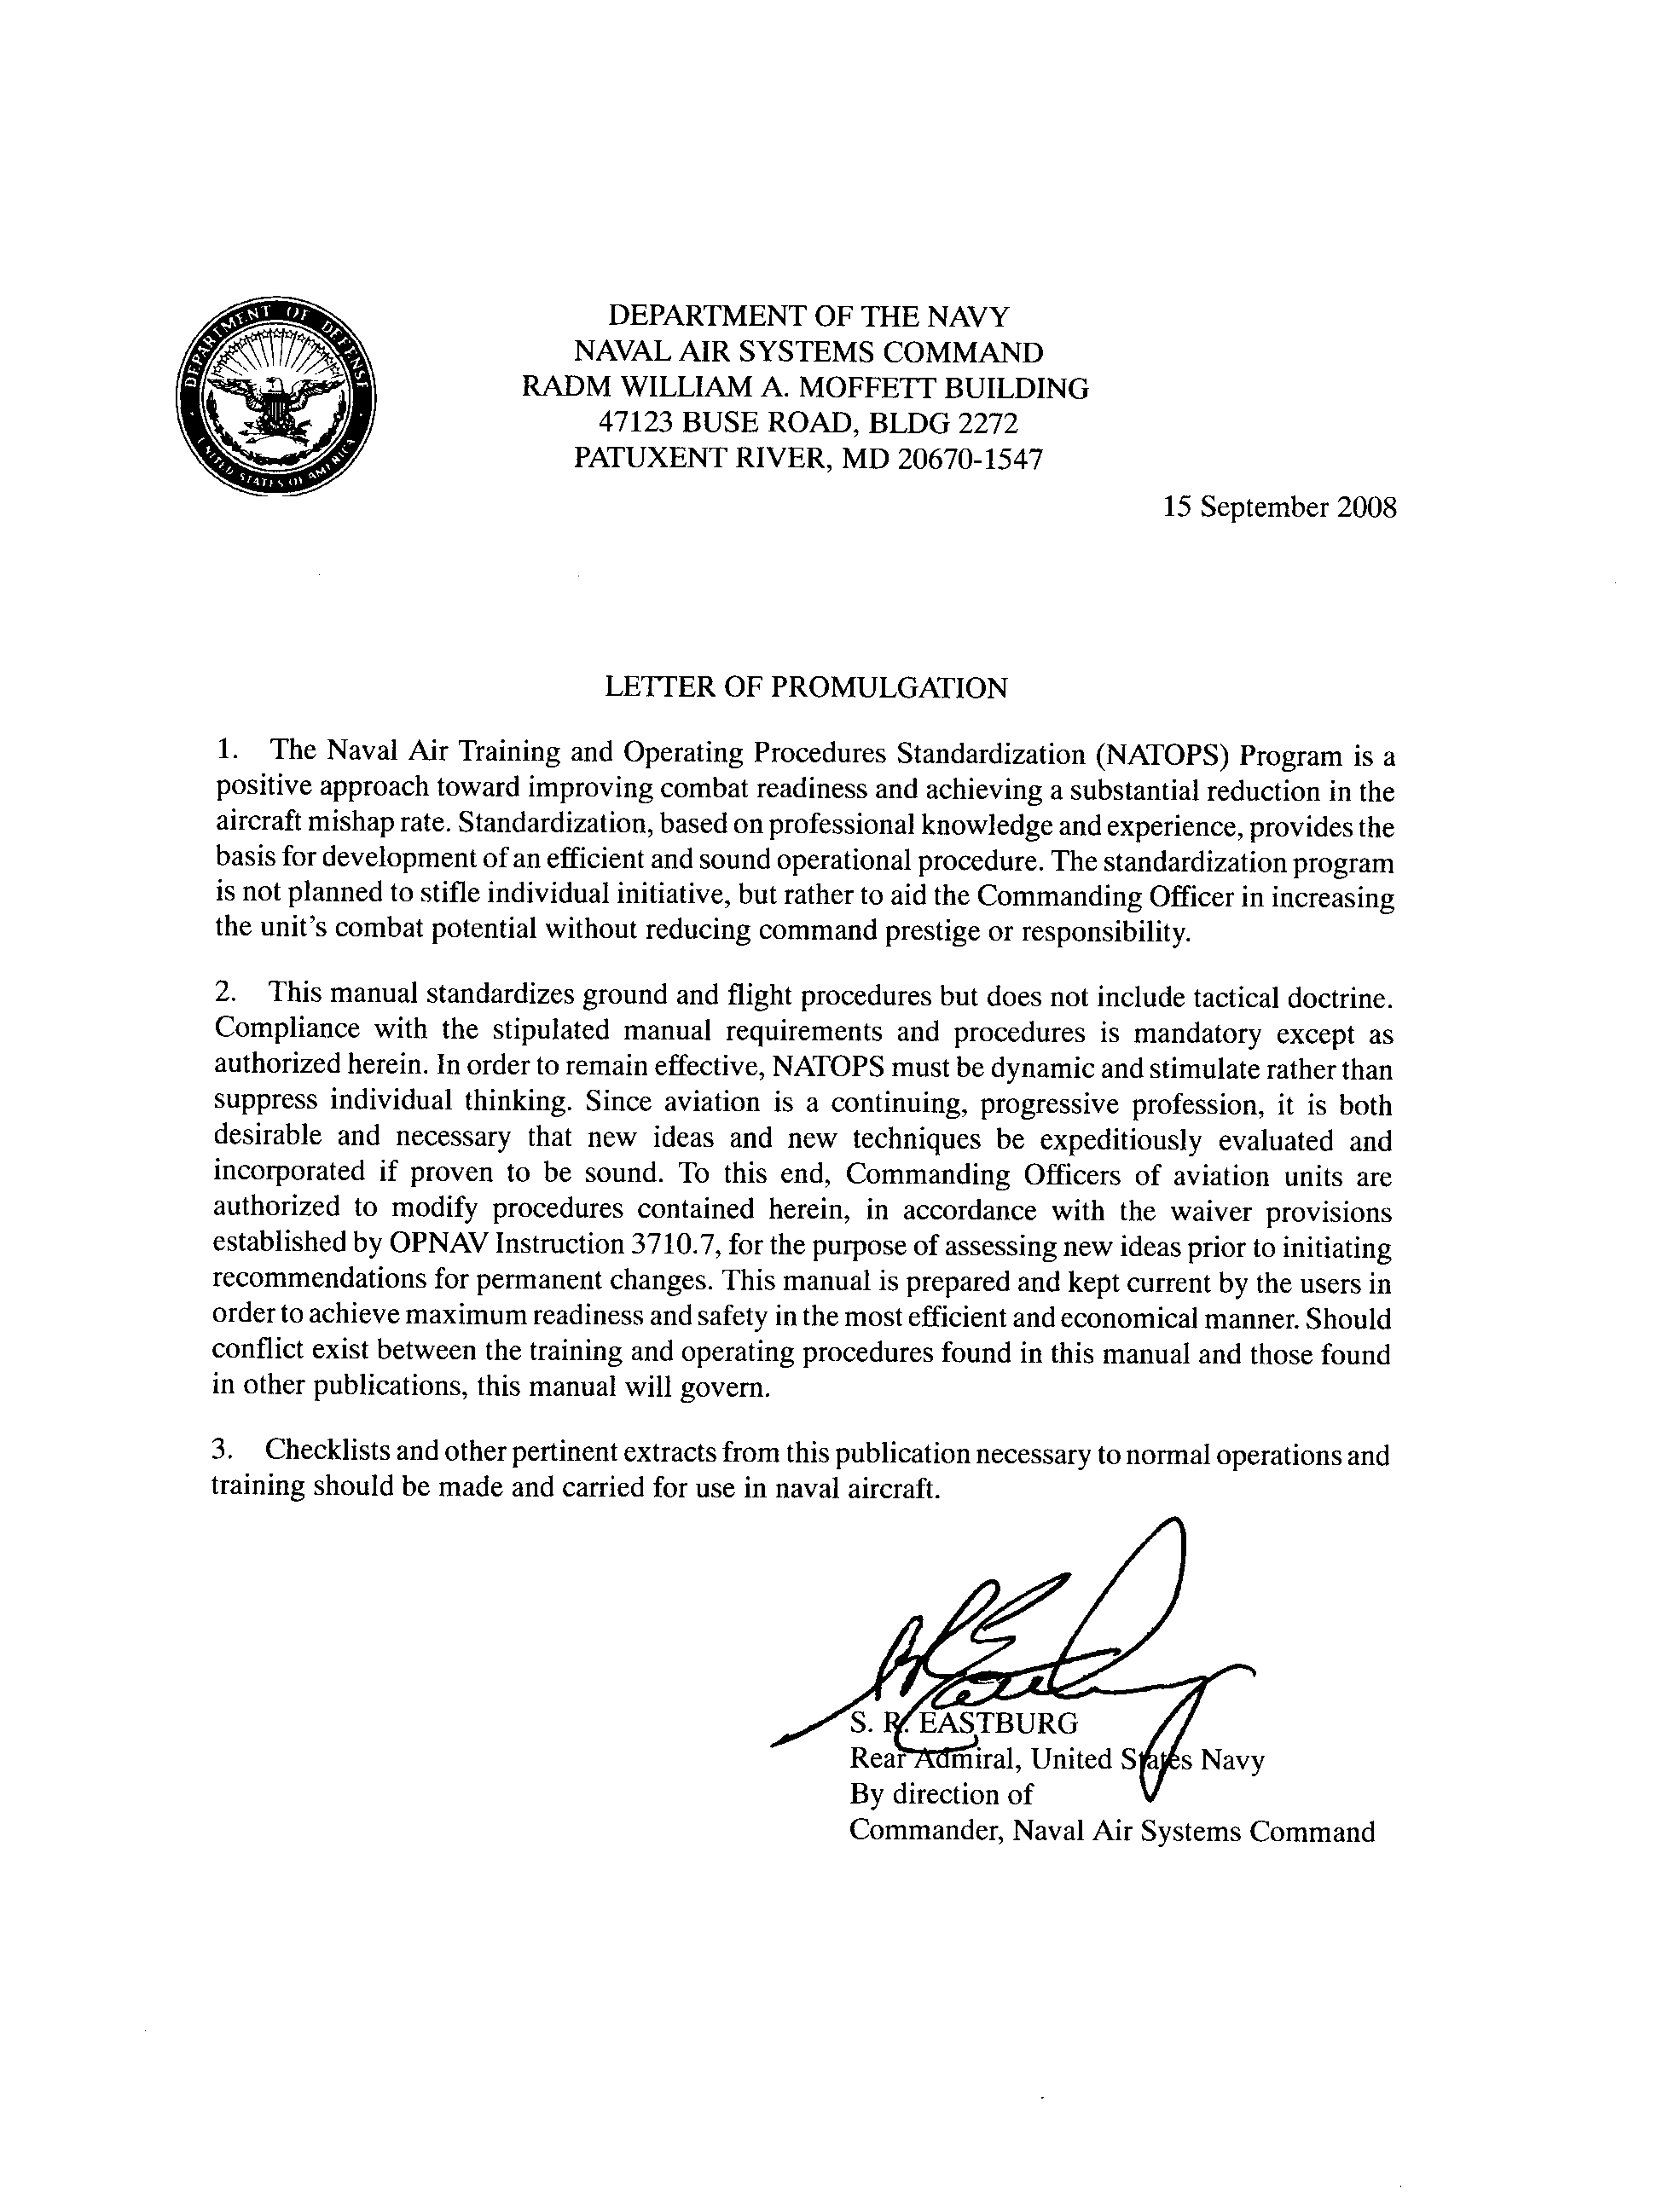 DEPARTMENT OF DEFENSE
UNITED STATES OF AMERICA
DEPARTMENT OF THE NAVY
NAVAL AIR SYSTEMS COMMAND
RADM WILLIAM A. MOFFETT BUILDING
47123 BUSE ROAD, BLDG 2272
PATUXENT RIVER, MD 20670-1547
15 September 2008
LETTER OF PROMULGATION
1. The Naval Air Training and Operating Procedures Standardization (NATOPS) Program is a
positive approach toward improving combat readiness and achieving a substantial reduction in the
aircraft mishap rate. Standardization, based on professional knowledge and experience, provides the
basis for development of an efficient and sound operational procedure. The standardization program
is not planned to stifle individual initiative, but rather to aid the Commanding Officer in increasing
the unit's combat potential without reducing command prestige or responsibility.
2. This manual standardizes ground and flight procedures but does not include tactical doctrine.
Compliance with the stipulated manual requirements and procedures is mandatory except as
authorized herein. In order to remain effective, NATOPS must be dynamic and stimulate rather than
suppress individual thinking. Since aviation is a continuing, progressive profession, it is both
desirable and necessary that new ideas and new techniques be expeditiously evaluated and
incorporated if proven to be sound. To this end, Commanding Officers of aviation units are
authorized to modify procedures contained herein, in accordance with the waiver provisions
established by OPNAV Instruction 3710.7, for the purpose of assessing new ideas prior to initiating
recommendations for permanent changes. This manual is prepared and kept current by the users in
order to achieve maximum readiness and safety in the most efficient and economical manner. Should
conflict exist between the training and operating procedures found in this manual and those found
in other publications, this manual will govern.
3. Checklists and other pertinent extracts from this publication necessary to normal operations and
training should be made and carried for use in naval aircraft.
S. R. EASTBURG
Rear Admiral, United States Navy
By direction of
Commander, Naval Air Systems Command